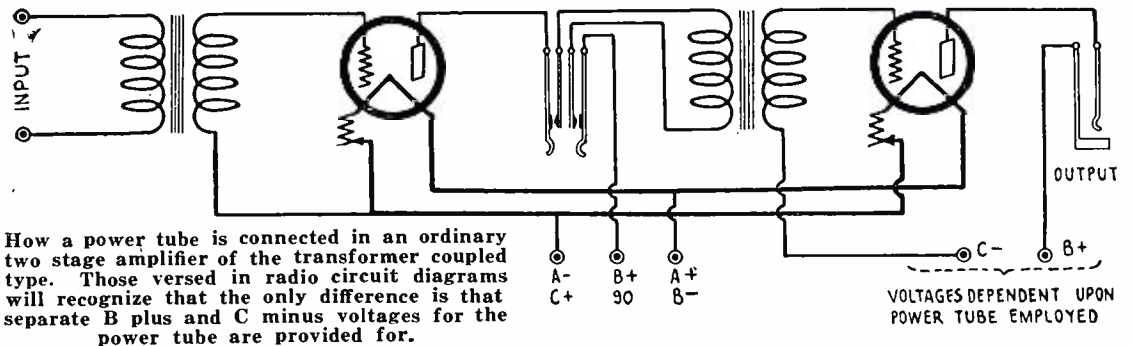 INPUT
OUTPUT
How a power tube is connected in an ordinary
two stage amplifier of the transformer coupled
type. Those versed in radio circuit diagrams
will recognize that the only difference is that
separate B plus and C minus voltages for the
power tube are provided for.
A- B+ A+
C+ 90 B-
C- B+
VOLTAGES DEPENDENT UPON
POWER TUBE EMPLOYED